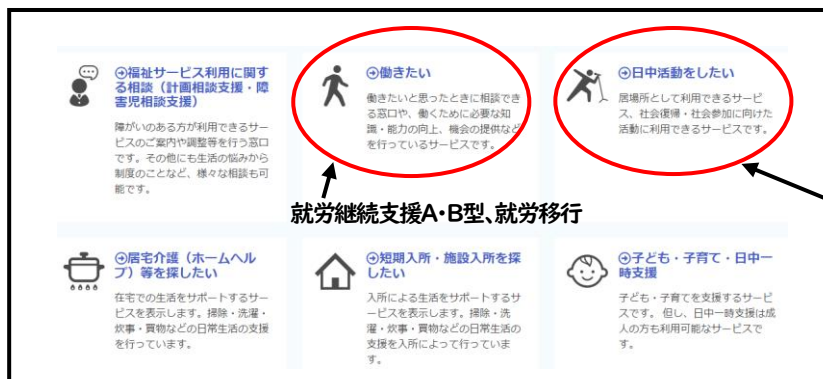 ⊙福祉サービス利用に関す
る相談（計画相談支援・障
害児相談支援）
障がいのある方が利用できるサー
ビスのご案内や調整等を行う窓口
です。その他にも生活の悩みから
制度のことなど、様々な相談も可
能です。
⊙働きたい
働きたいと思ったときに相談でき
る窓口や、働くために必要な知
識・能力の向上、機会の提供など
を行っているサービスです。
⊙日中活動をしたい
居場所として利用できるサービ
ス、社会復帰・社会参加に向けた
活動に利用できるサービスです。
就労継続支援A・B型、就労移行
⊙居宅介護（ホームヘル
プ）等を探したい
在宅での生活をサポートするサー
ビスを表示します。掃除・洗濯・
炊事・買物などの日常生活の支援
を行っています。
⊙短期入所・施設入所を探
したい
入所による生活をサポートするサ
ービスを表示します。掃除・洗
濯・炊事・買物などの日常生活の
支援を入所によって行っていま
す。
⊙子ども・子育て・日中一
時支援
子ども・子育てを支援するサービ
スです。 但し、日中一時支援は成
人の方も利用可能なサービスで
す。